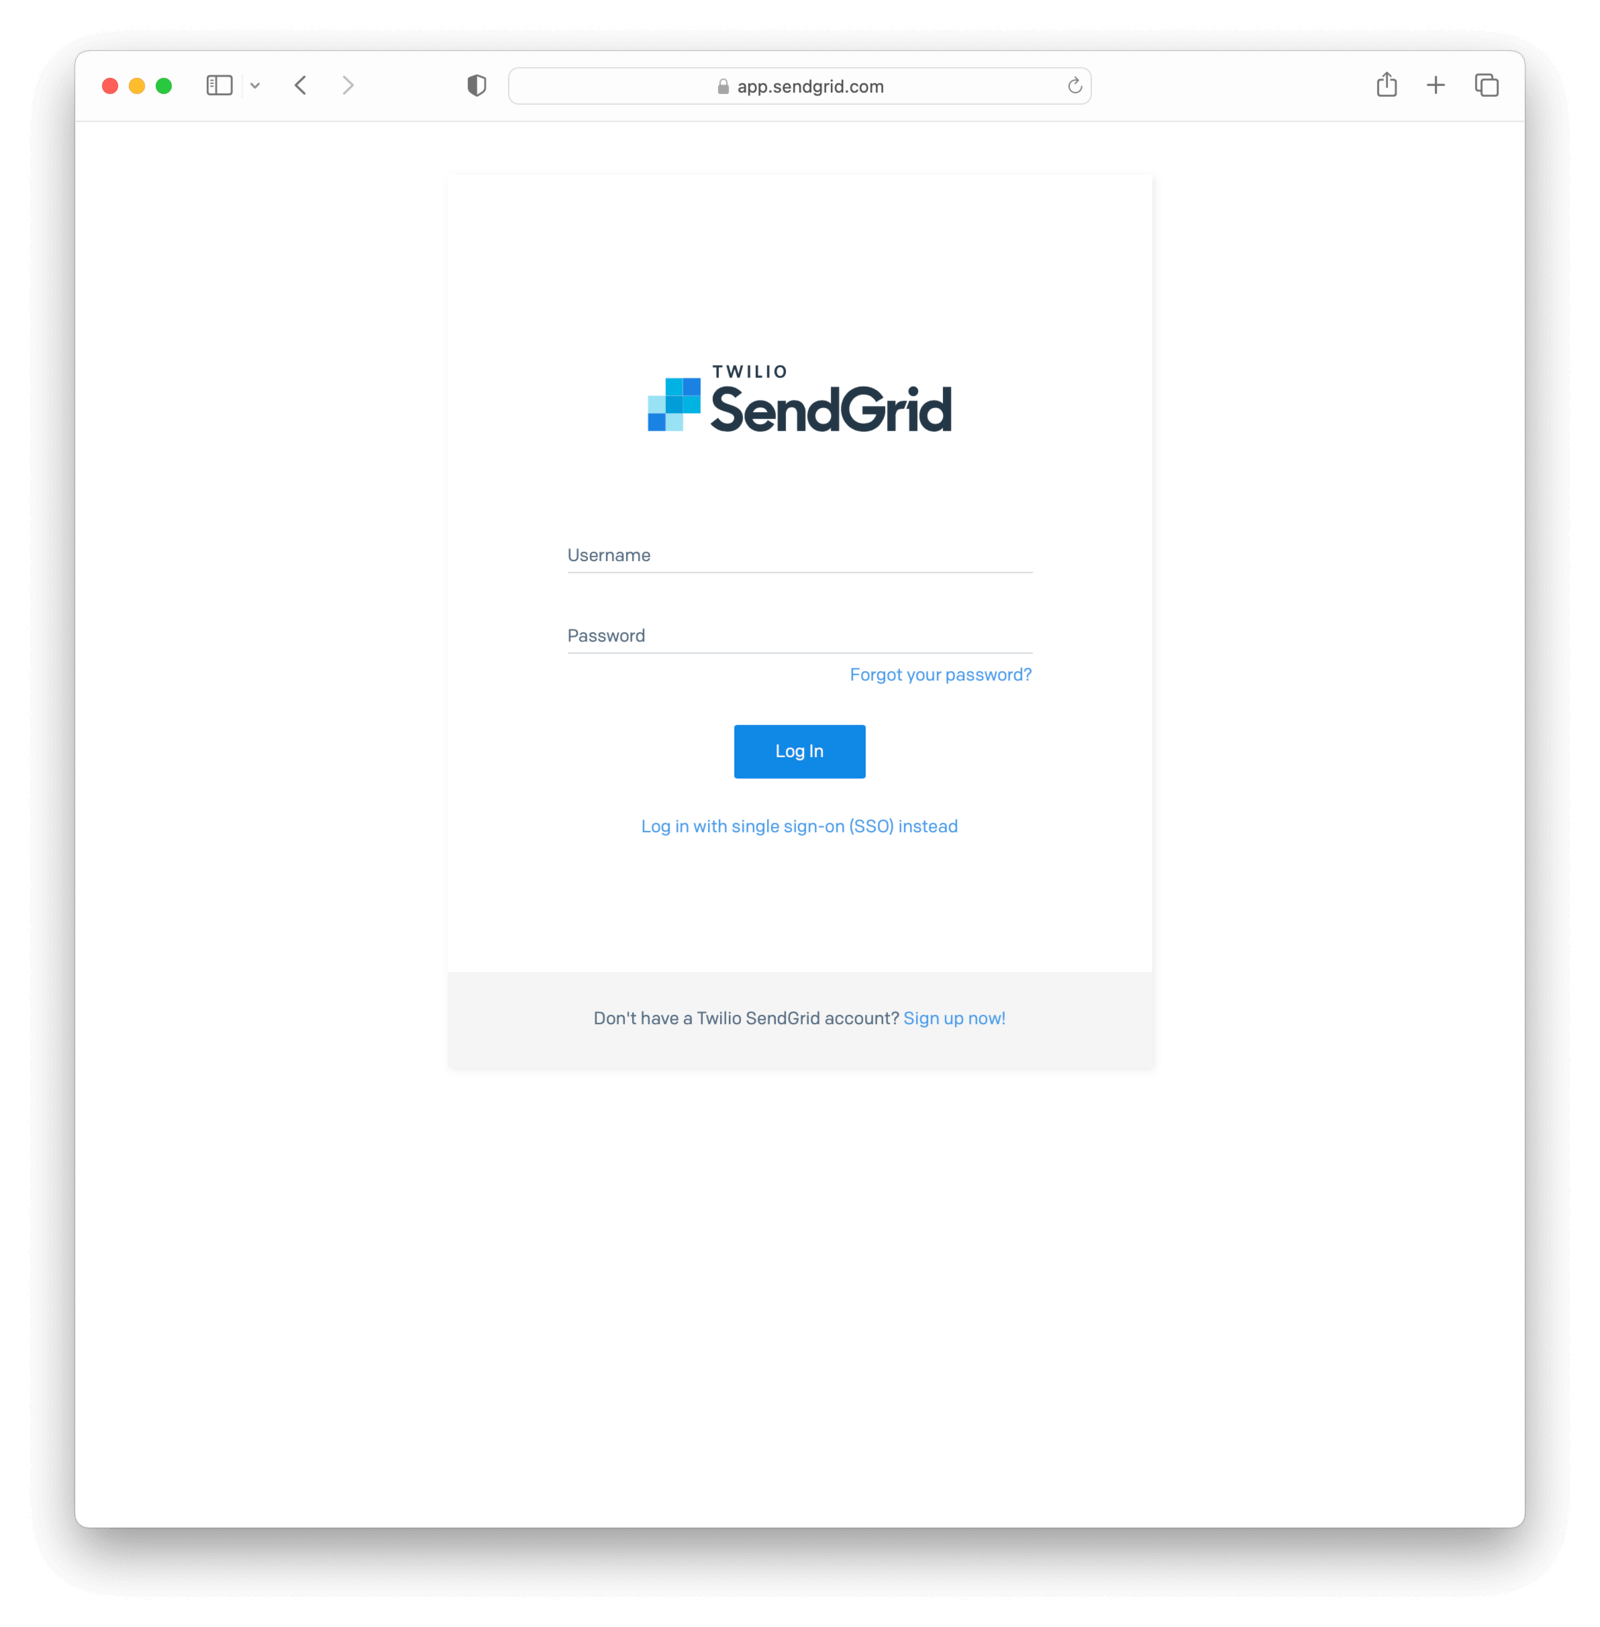 app.sendgrid.com
TWILIO
SendGrid
Username
Password
Forgot your password?
Log In
Log in with single sign-on (SSO) instead
Don't have a Twilio SendGrid account? Sign up now!